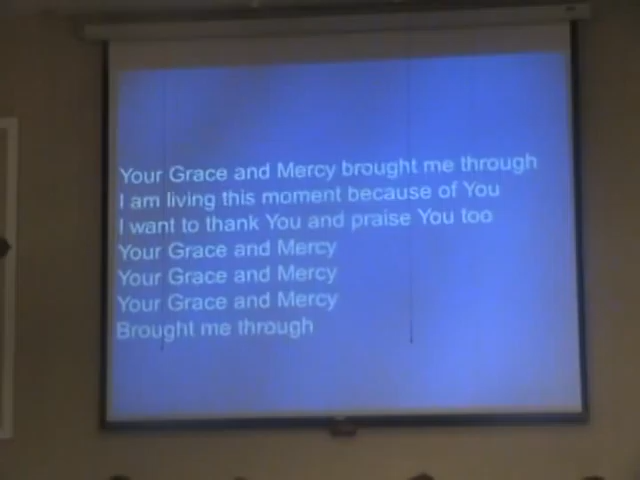 Your Grace and Mercy brought me through
I am living this moment because of You
I want to thank You and praise You too
Your Grace and Mercy
Your Grace and Mercy
Your Grace and Mercy
Brought me through